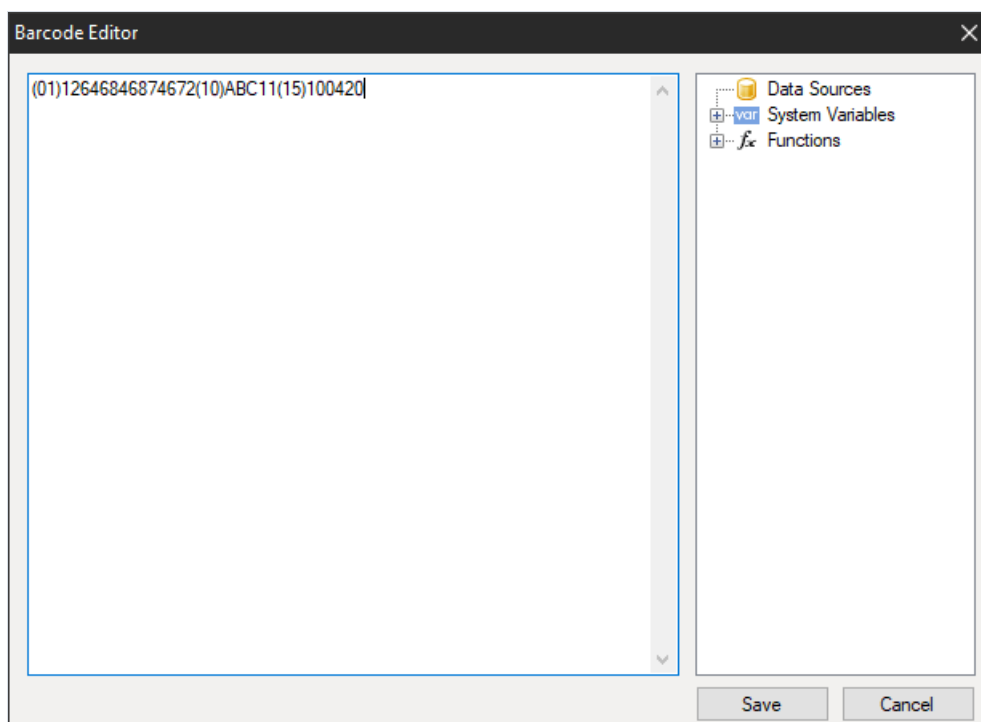 Barcode Editor
(01)12646846874672(10)ABC11(15)100420
Data Sources
var System Variables
fx Functions
Save
Cancel